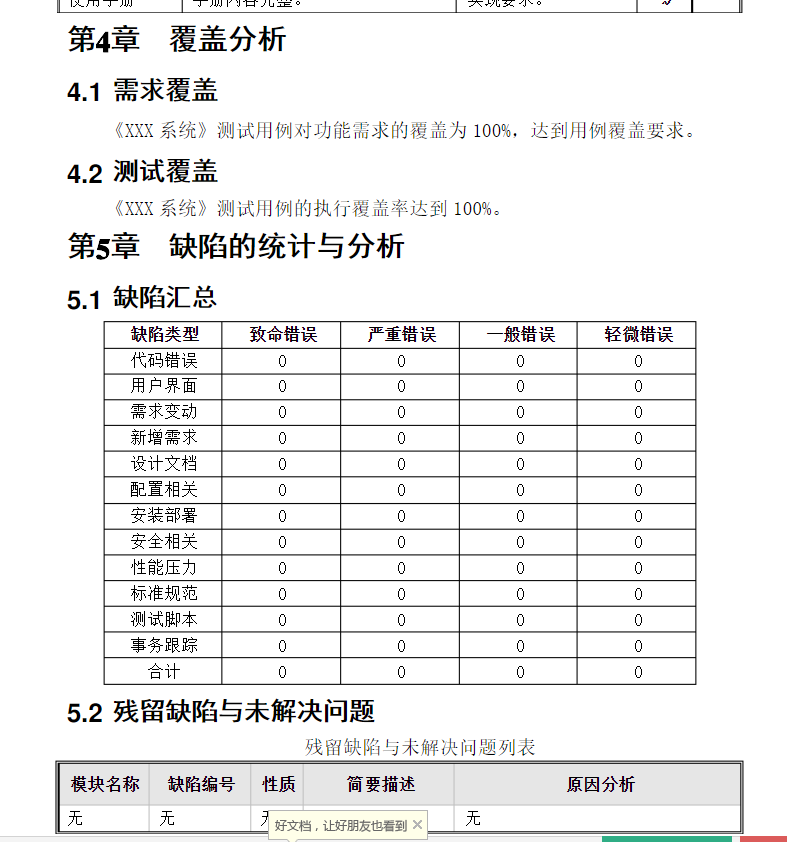 使用手册 手册内容完整。 实现要求。
第4章 覆盖分析
4.1 需求覆盖
《XXX 系统》测试用例对功能需求的覆盖为 100%，达到用例覆盖要求。
4.2 测试覆盖
《XXX 系统》测试用例的执行覆盖率达到 100%。
第5章 缺陷的统计与分析
5.1 缺陷汇总
缺陷类型 致命错误 严重错误 一般错误 轻微错误
代码错误 0 0 0 0
用户界面 0 0 0 0
需求变动 0 0 0 0
新增需求 0 0 0 0
设计文档 0 0 0 0
配置相关 0 0 0 0
安装部署 0 0 0 0
安全相关 0 0 0 0
性能压力 0 0 0 0
标准规范 0 0 0 0
测试脚本 0 0 0 0
事务跟踪 0 0 0 0
合计 0 0 0 0
5.2 残留缺陷与未解决问题
残留缺陷与未解决问题列表
模块名称 缺陷编号 性质 简要描述 原因分析
无 无 无
好文档，让好朋友也看到